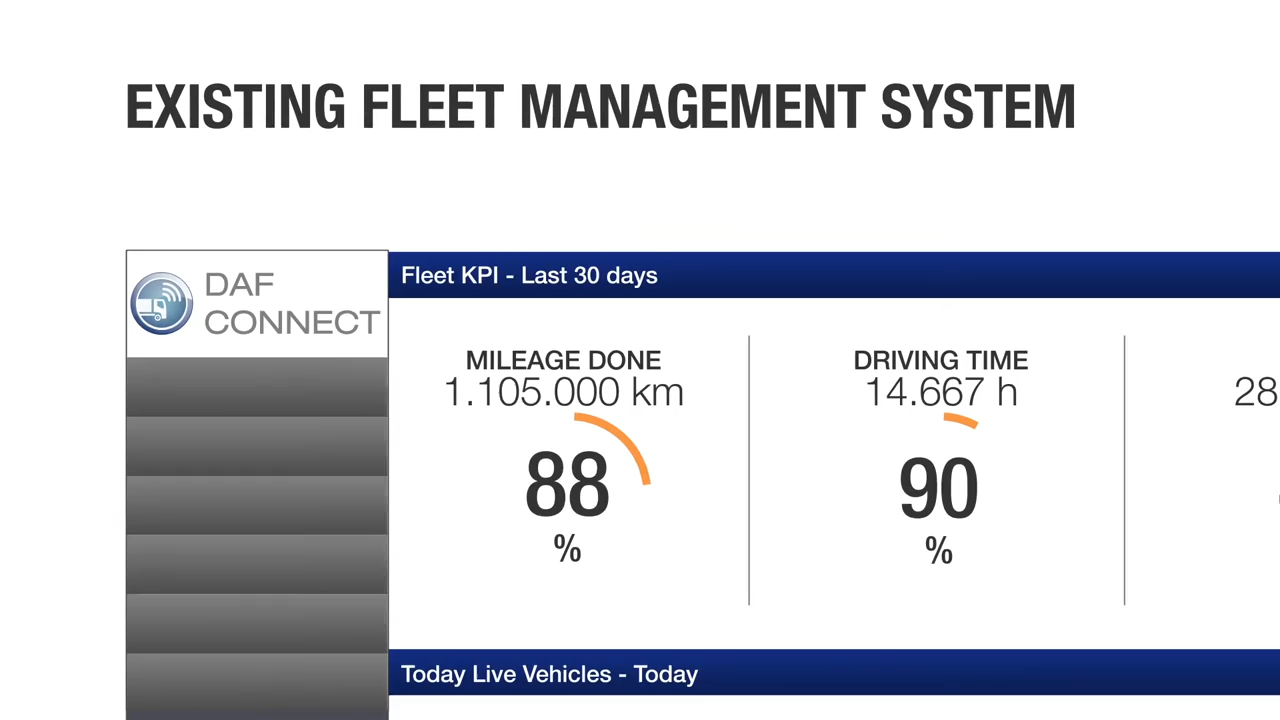 EXISTING FLEET MANAGEMENT SYSTEM
DAF
CONNECT
Fleet KPI - Last 30 days
MILEAGE DONE
1.105.000 km
88
%
DRIVING TIME
14.667 h
90
%
28
Today Live Vehicles - Today